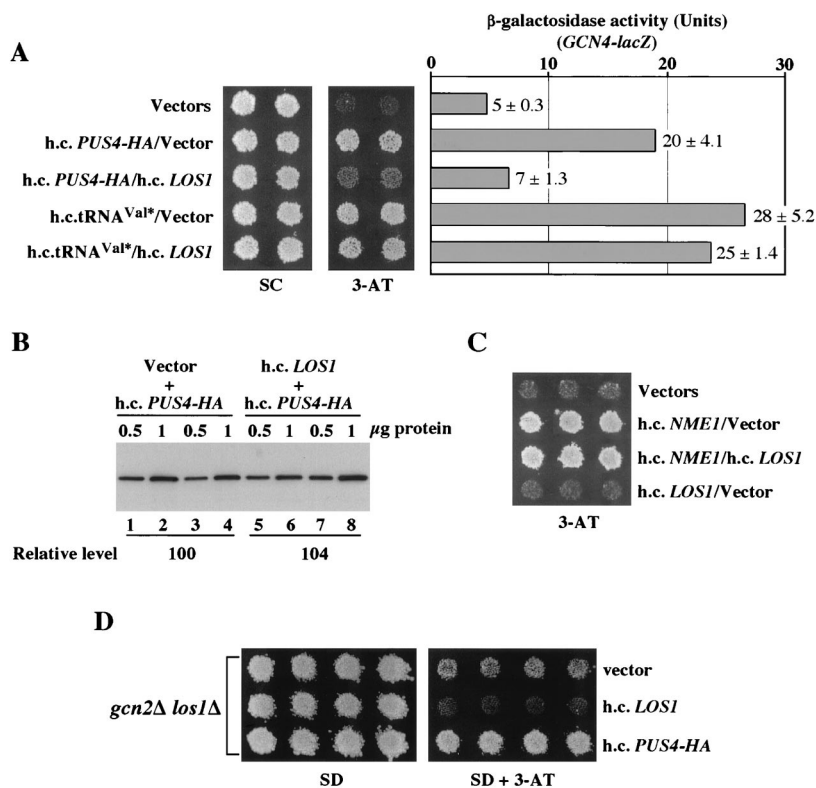 β-galactosidase activity (Units)
(GCN4-lacZ)
A
0 10 20 30
Vectors
5 ± 0.3
h.c. PUS4-HA/Vector
20 ± 4.1
h.c. PUS4-HA/h.c. LOS1
7 ± 1.3
h.c.tRNA^Val*/Vector
28 ± 5.2
h.c.tRNA^Val*/h.c. LOS1
25 ± 1.4
SC 3-AT
B
Vector
+
h.c. PUS4-HA
h.c. LOS1
+
h.c. PUS4-HA
0.5 1 0.5 1 0.5 1 0.5 1 µg protein
1 2 3 4 5 6 7 8
Relative level 100 104
C
Vectors
h.c. NME1/Vector
h.c. NME1/h.c. LOS1
h.c. LOS1/Vector
3-AT
D
gcn2Δ los1Δ
vector
h.c. LOS1
h.c. PUS4-HA
SD SD + 3-AT